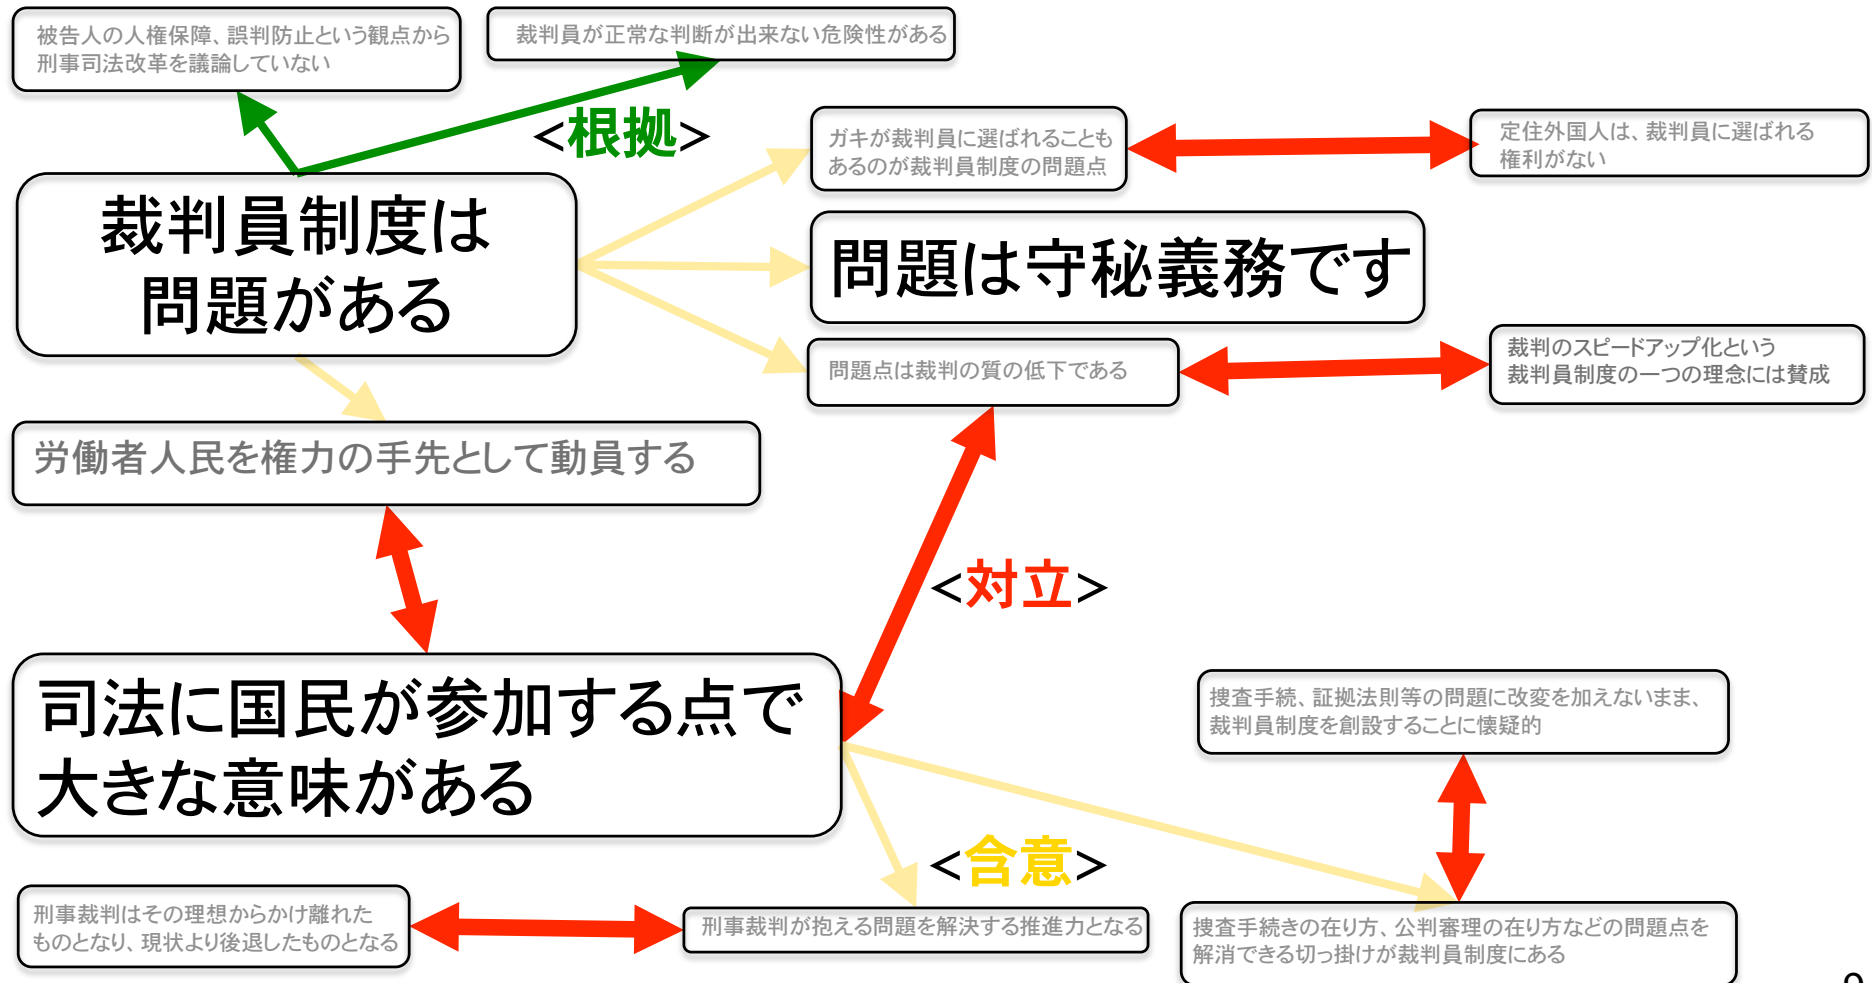 被告人の人権保障、誤判防止という観点から
刑事司法改革を議論していない
裁判員が正常な判断が出来ない危険性がある
<根拠>
ガキが裁判員に選ばれることも
あるのが裁判員制度の問題点
定住外国人は、裁判員に選ばれる
権利がない
裁判員制度は
問題がある
問題は守秘義務です
問題点は裁判の質の低下である
裁判のスピードアップ化という
裁判員制度の一つの理念には賛成
労働者人民を権力の手先として動員する
<対立>
司法に国民が参加する点で
大きな意味がある
捜査手続、証拠法則等の問題に改変を加えないまま、
裁判員制度を創設することに懐疑的
<含意>
刑事裁判はその理想からかけ離れた
ものとなり、現状より後退したものとなる
刑事裁判が抱える問題を解決する推進力となる
捜査手続きの在り方、公判審理の在り方などの問題点を
解消できる切っ掛けが裁判員制度にある